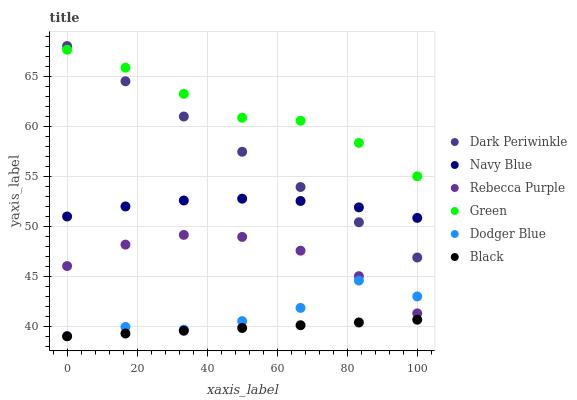 title
65
60
55
50
45
40
0
20
40
60
80
100
xaxis_label
yaxis_label
Dark Periwinkle
Navy Blue
Rebecca Purple
Green
Dodger Blue
Black